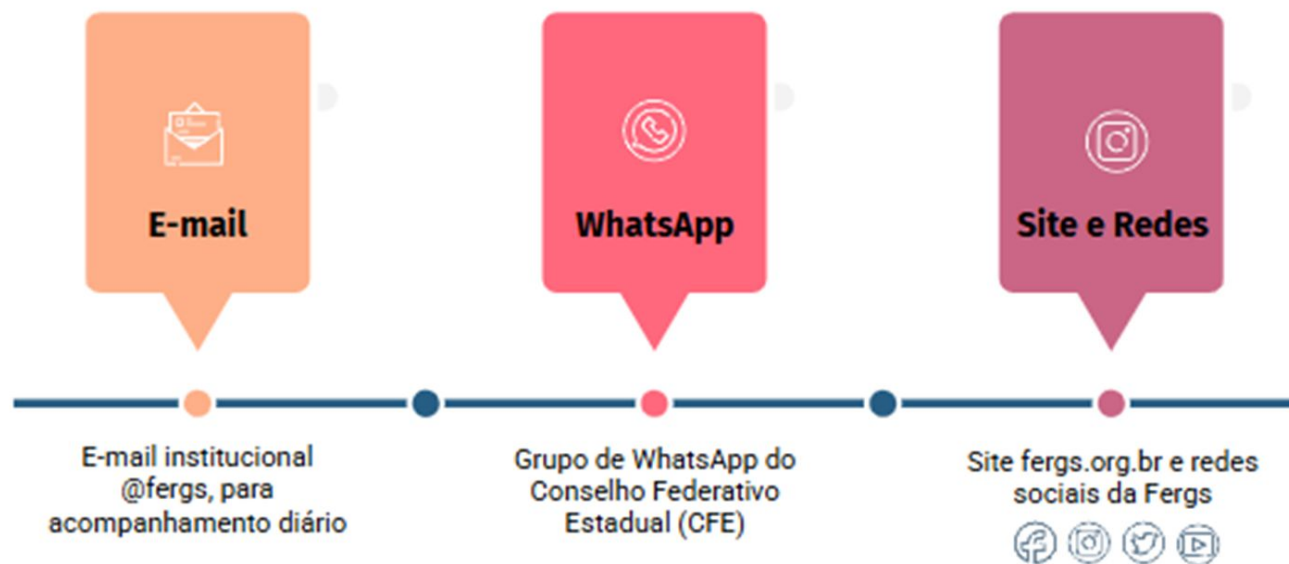 E-mail
WhatsApp
Site e Redes
E-mail institucional
@fergs, para
acompanhamento diário
Grupo de WhatsApp do
Conselho Federativo
Estadual (CFE)
Site fergs.org.br e redes
sociais da Fergs